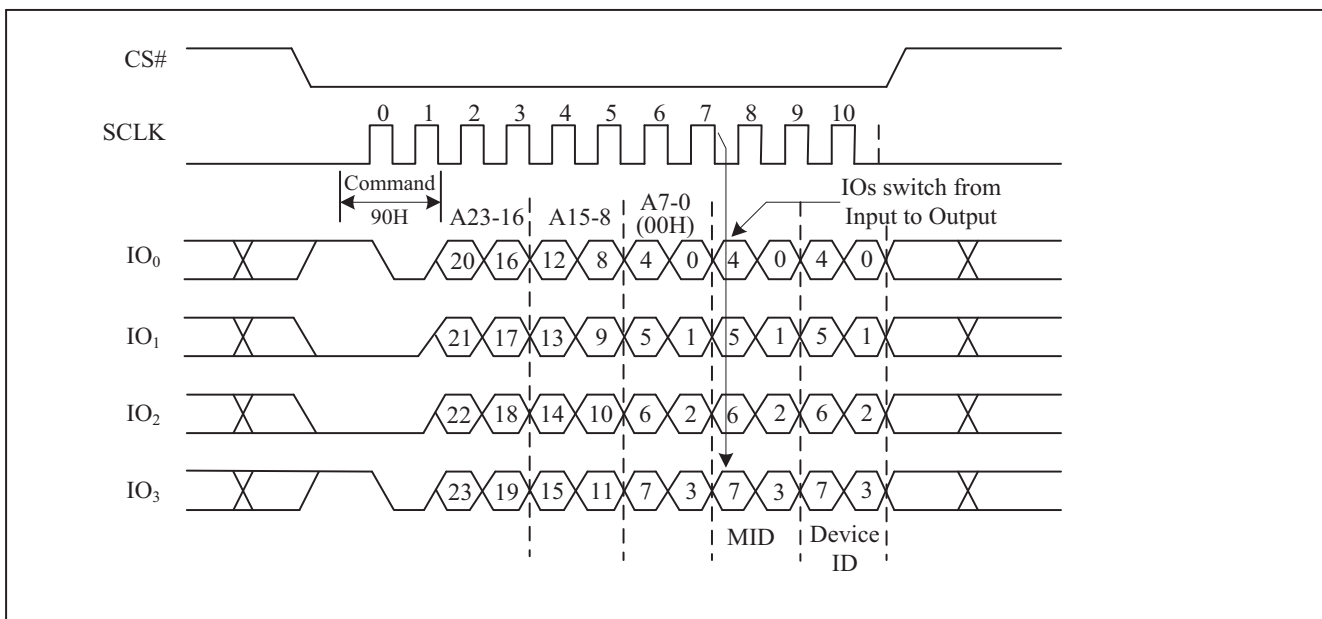 CS#
0 1 2 3 4 5 6 7 8 9 10
SCLK
Command
90H
A23-16 A15-8 A7-0
(00H)
IOs switch from
Input to Output
IO₀ 20 16 12 8 4 0 4 0 4 0
IO₁ 21 17 13 9 5 1 5 1 5 1
IO₂ 22 18 14 10 6 2 6 2 6 2
IO₃ 23 19 15 11 7 3 7 3 7 3
MID
Device
ID